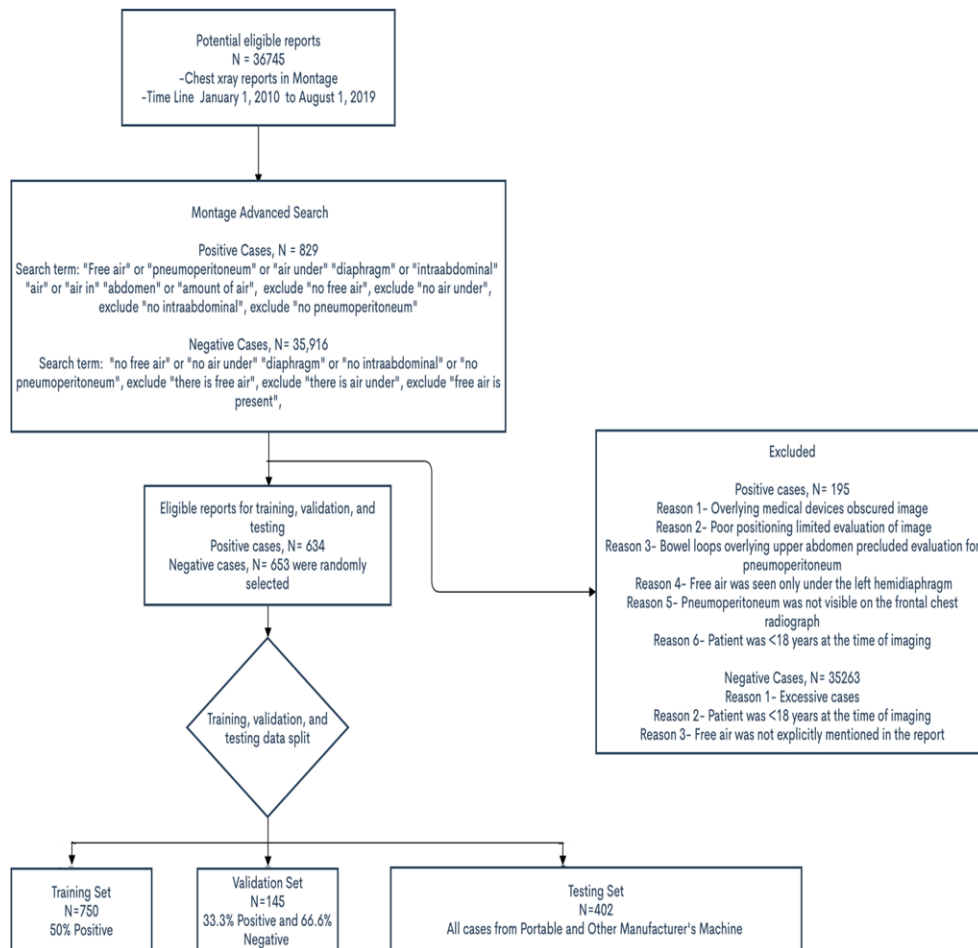 Potential eligible reports
N = 36745
-Chest xray reports in Montage
-Time Line January 1, 2010 to August 1, 2019
Montage Advanced Search
Positive Cases, N = 829
Search term: "Free air" or "pneumoperitoneum" or "air under" "diaphragm" or "intraabdominal"
"air" or "air in" "abdomen" or "amount of air", exclude "no free air", exclude "no air under",
exclude "no intraabdominal", exclude "no pneumoperitoneum"
Negative Cases, N= 35,916
Search term: "no free air" or "no air under" "diaphragm" or "no intraabdominal" or "no
pneumoperitoneum", exclude "there is free air", exclude "there is air under", exclude "free air is
present",
Excluded
Positive cases, N= 195
Reason 1- Overlying medical devices obscured image
Reason 2- Poor positioning limited evaluation of image
Reason 3- Bowel loops overlying upper abdomen precluded evaluation for
pneumoperitoneum
Reason 4- Free air was seen only under the left hemidiaphragm
Reason 5- Pneumoperitoneum was not visible on the frontal chest
radiograph
Reason 6- Patient was <18 years at the time of imaging
Negative Cases, N= 35263
Reason 1- Excessive cases
Reason 2- Patient was <18 years at the time of imaging
Reason 3- Free air was not explicitly mentioned in the report
Eligible reports for training, validation, and
testing
Positive cases, N = 634
Negative cases, N = 653 were randomly
selected
Training, validation, and
testing data split
Training Set
N=750
50% Positive
Validation Set
N=145
33.3% Positive and 66.6%
Negative
Testing Set
N=402
All cases from Portable and Other Manufacturer's Machine